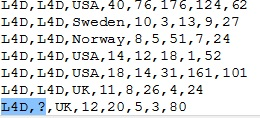 L4D,L4D,USA,40,76,176,124,62
L4D,L4D,Sweden,10,3,13,9,27
L4D,L4D,Norway,8,5,51,7,24
L4D,L4D,USA,14,12,18,1,52
L4D,L4D,USA,18,14,31,161,101
L4D,L4D,UK,11,8,26,4,24
L4D,?,UK,12,20,5,3,80